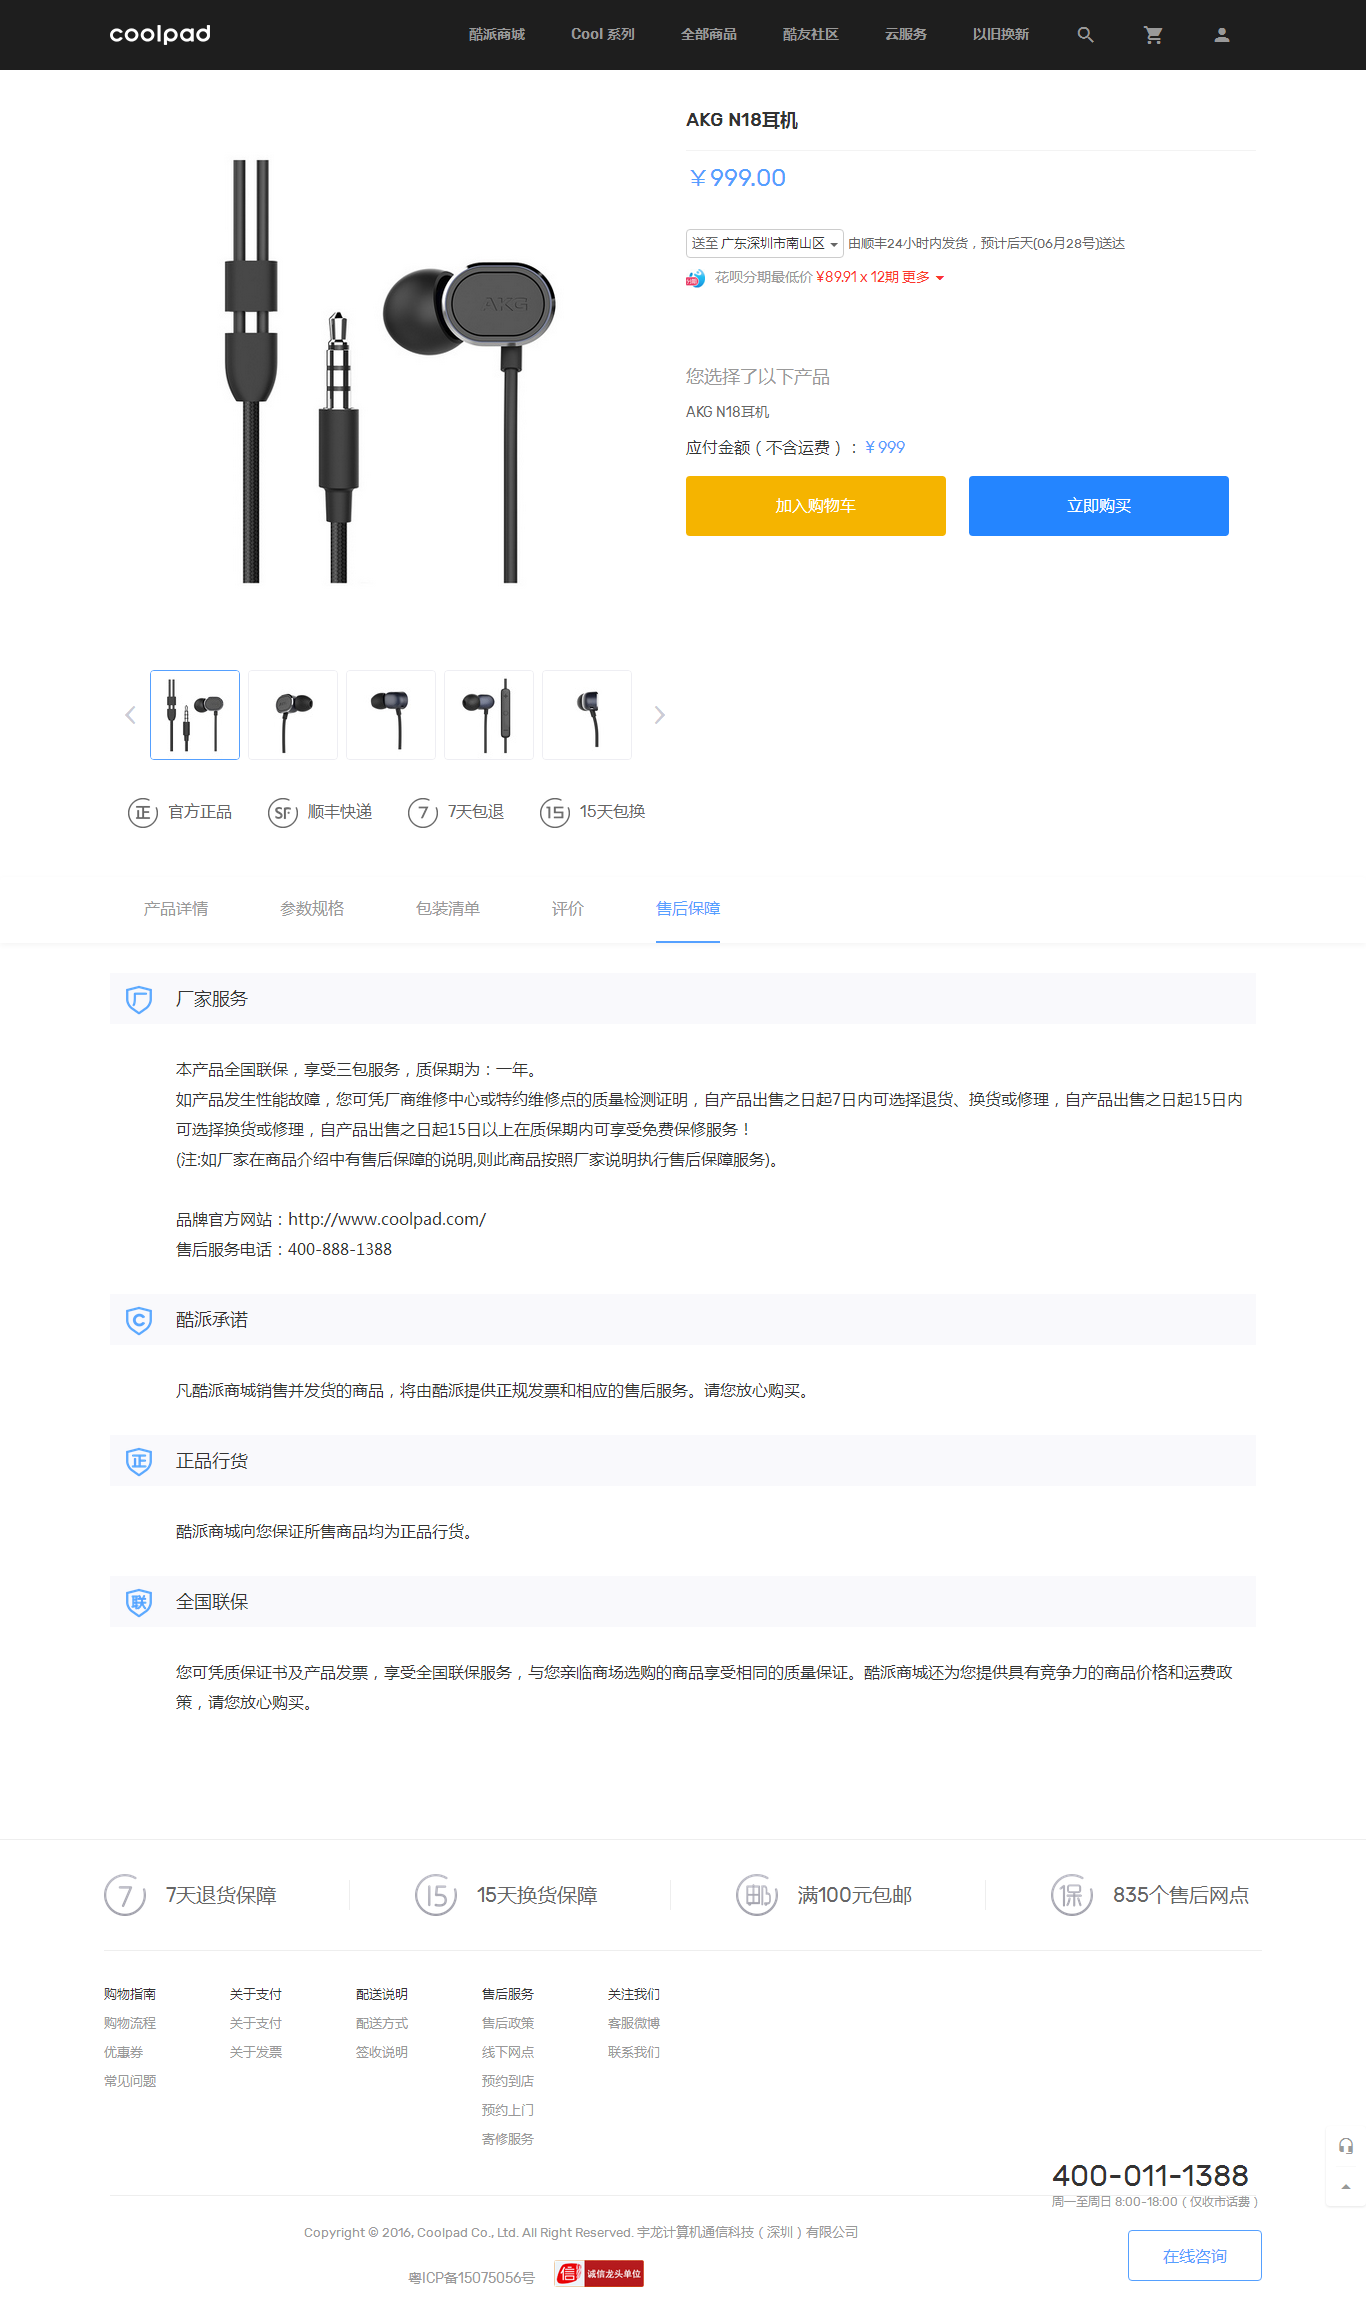 coolpad
酷派商城 Cool 系列 全部商品 酷友社区 云服务 以旧换新
AKG N18耳机
￥999.00
送至 广东深圳市南山区 由顺丰24小时内发货，预计后天(06月28号)送达
花呗分期最低价 ¥89.91 x 12期 更多
AKG
您选择了以下产品
AKG N18耳机
应付金额（不含运费）：￥999
加入购物车 立即购买
正 官方正品 SF 顺丰快递 7 7天包退 15 15天包换
产品详情 参数规格 包装清单 评价 售后保障
厂 厂家服务
本产品全国联保，享受三包服务，质保期为：一年。
如产品发生性能故障，您可凭厂商维修中心或特约维修点的质量检测证明，自产品出售之日起7日内可选择退货、换货或修理，自产品出售之日起15日内
可选择换货或修理，自产品出售之日起15日以上在质保期内可享受免费保修服务！
(注:如厂家在商品介绍中有售后保障的说明,则此商品按照厂家说明执行售后保障服务)。
品牌官方网站：http://www.coolpad.com/
售后服务电话：400-888-1388
C 酷派承诺
凡酷派商城销售并发货的商品，将由酷派提供正规发票和相应的售后服务。请您放心购买。
正 正品行货
酷派商城向您保证所售商品均为正品行货。
联 全国联保
您可凭质保证书及产品发票，享受全国联保服务，与您亲临商场选购的商品享受相同的质量保证。酷派商城还为您提供具有竞争力的商品价格和运费政
策，请您放心购买。
7 7天退货保障 15 15天换货保障 邮 满100元包邮 保 835个售后网点
购物指南 关于支付 配送说明 售后服务 关注我们
购物流程 关于支付 配送方式 售后政策 客服微博
优惠券 关于发票 签收说明 线下网点 联系我们
常见问题 预约到店
预约上门
寄修服务
400-011-1388
周一至周日 8:00-18:00（仅收市话费）
Copyright © 2016, Coolpad Co., Ltd. All Right Reserved. 宇龙计算机通信科技（深圳）有限公司
在线咨询
粤ICP备15075056号 信 诚信龙头单位